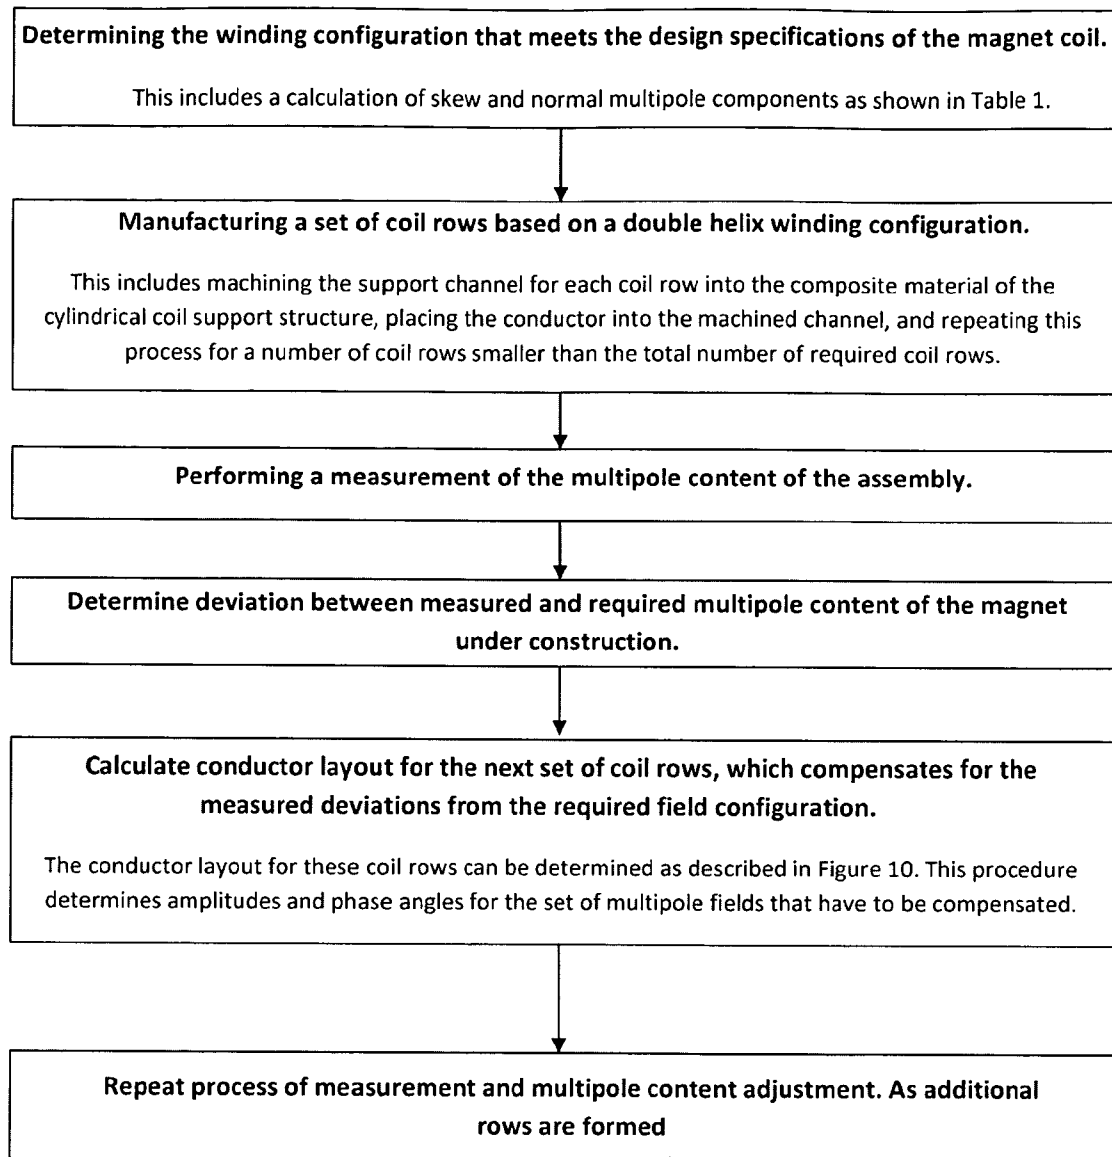 Determining the winding configuration that meets the design specifications of the magnet coil.
This includes a calculation of skew and normal multipole components as shown in Table 1.
Manufacturing a set of coil rows based on a double helix winding configuration.
This includes machining the support channel for each coil row into the composite material of the
cylindrical coil support structure, placing the conductor into the machined channel, and repeating this
process for a number of coil rows smaller than the total number of required coil rows.
Performing a measurement of the multipole content of the assembly.
Determine deviation between measured and required multipole content of the magnet
under construction.
Calculate conductor layout for the next set of coil rows, which compensates for the
measured deviations from the required field configuration.
The conductor layout for these coil rows can be determined as described in Figure 10. This procedure
determines amplitudes and phase angles for the set of multipole fields that have to be compensated.
Repeat process of measurement and multipole content adjustment. As additional
rows are formed